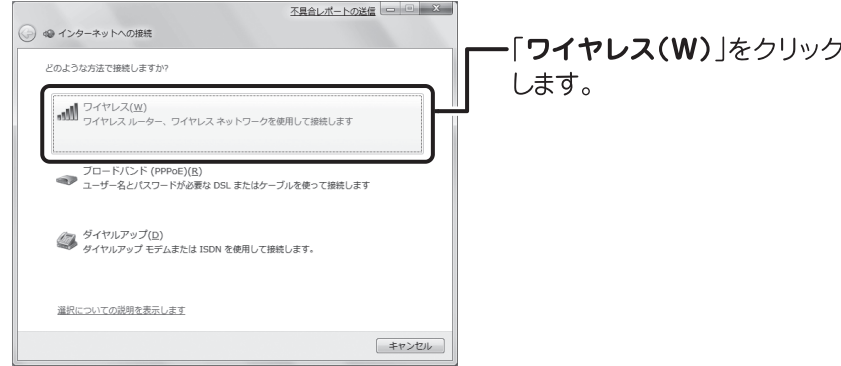 不具合レポートの送信
インターネットへの接続
どのような方法で接続しますか?
ワイヤレス(W)
ワイヤレス ルーター、ワイヤレス ネットワークを使用して接続します
ブロードバンド (PPPoE)(R)
ユーザー名とパスワードが必要な DSL またはケーブルを使って接続します
ダイヤルアップ(D)
ダイヤルアップ モデムまたは ISDN を使用して接続します。
選択についての説明を表示します
キャンセル
「ワイヤレス(W)」をクリック
します。